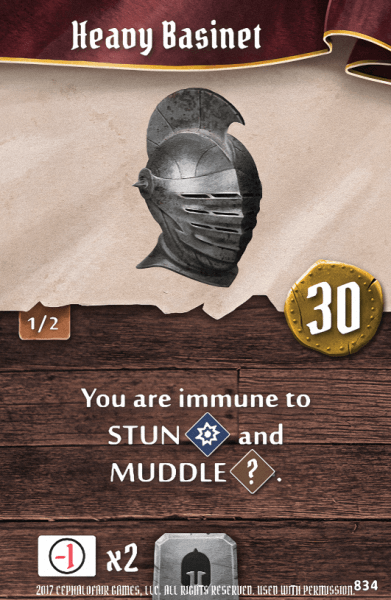 Heavy Basinet
30
1/2
You are immune to
STUN and
MUDDLE ? .
-1 x2
2017 CEPHALOFAIR GAMES, LLC. ALL RIGHTS RESERVED. USED WITH PERMISSION 834